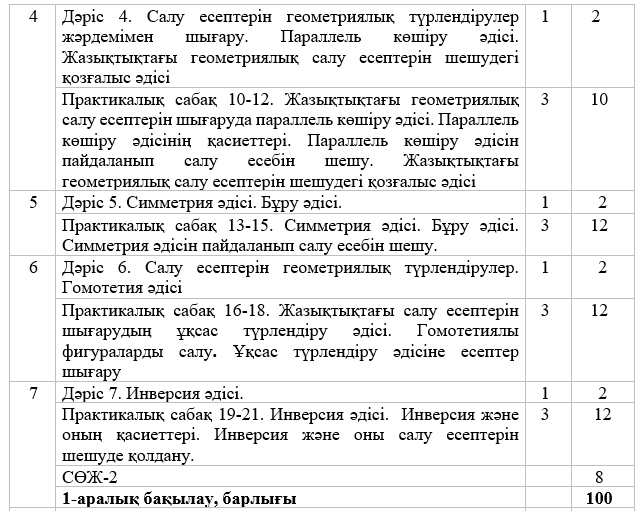 4 Дәріс 4. Салу есептерін геометриялық түрлендірулер 1 2
жәрдемімен шығару. Параллель көшіру әдісі.
Жазықтықтағы геометриялық салу есептерін шешудегі
қозғалыс әдісі
Практикалық сабақ 10-12. Жазықтықтағы геометриялық 3 10
салу есептерін шығаруда параллель көшіру әдісі. Параллель
көшіру әдісінің қасиеттері. Параллель көшіру әдісін
пайдаланып салу есебін шешу. Жазықтықтағы
геометриялық салу есептерін шешудегі қозғалыс әдісі
5 Дәріс 5. Симметрия әдісі. Бұру әдісі. 1 2
Практикалық сабақ 13-15. Симметрия әдісі. Бұру әдісі. 3 12
Симметрия әдісін пайдаланып салу есебін шешу.
6 Дәріс 6. Салу есептерін геометриялық түрлендірулер. 1 2
Гомотетия әдісі
Практикалық сабақ 16-18. Жазықтықтағы салу есептерін 3 12
шығарудың ұқсас түрлендіру әдісі. Гомотетиялы
фигураларды салу. Ұқсас түрлендіру әдісіне есептер
шығару
7 Дәріс 7. Инверсия әдісі. 1 2
Практикалық сабақ 19-21. Инверсия әдісі. Инверсия және 3 12
оның қасиеттері. Инверсия және оны салу есептерін
шешуде қолдану.
СӨЖ-2 8
1-аралық бақылау, барлығы 100